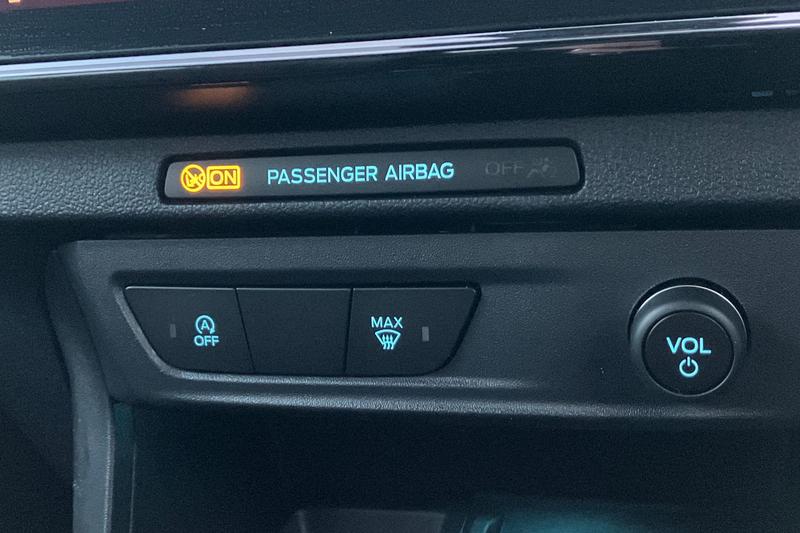 ON PASSENGER AIRBAG OFF
A
OFF
MAX
VOL